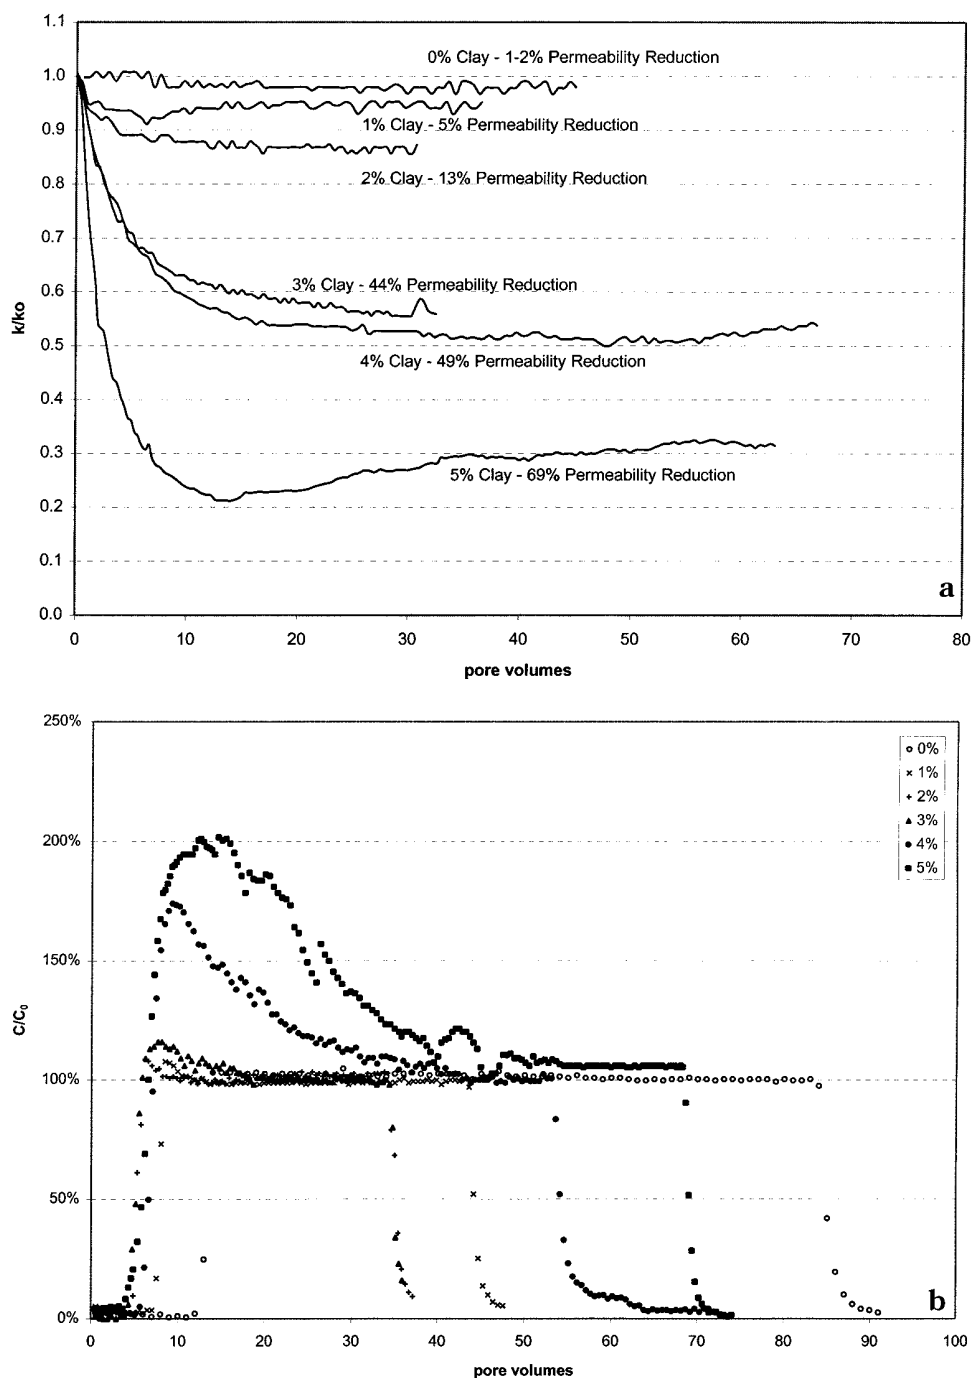 1.1
1.0
0.9
0.8
0.7
0.6
0.5
0.4
0.3
0.2
0.1
0.0
k/ko
0% Clay - 1-2% Permeability Reduction
1% Clay - 5% Permeability Reduction
2% Clay - 13% Permeability Reduction
3% Clay - 44% Permeability Reduction
4% Clay - 49% Permeability Reduction
5% Clay - 69% Permeability Reduction
a
0 10 20 30 40 50 60 70 80
pore volumes
250%
200%
150%
100%
50%
0%
C/C0
0%
1%
2%
3%
4%
5%
b
0 10 20 30 40 50 60 70 80 90 100
pore volumes